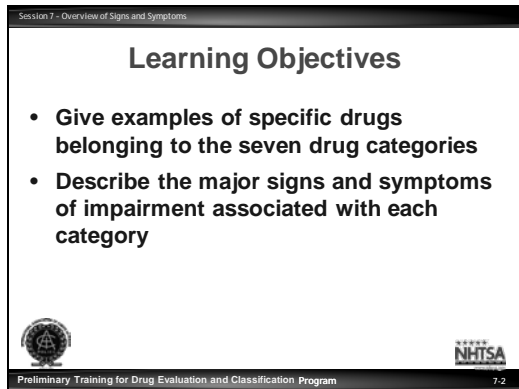 Session 7 - Overview of Signs and Symptoms
Learning Objectives
• Give examples of specific drugs
belonging to the seven drug categories
• Describe the major signs and symptoms
of impairment associated with each
category
NHTSA
Preliminary Training for Drug Evaluation and Classification Program
7-2